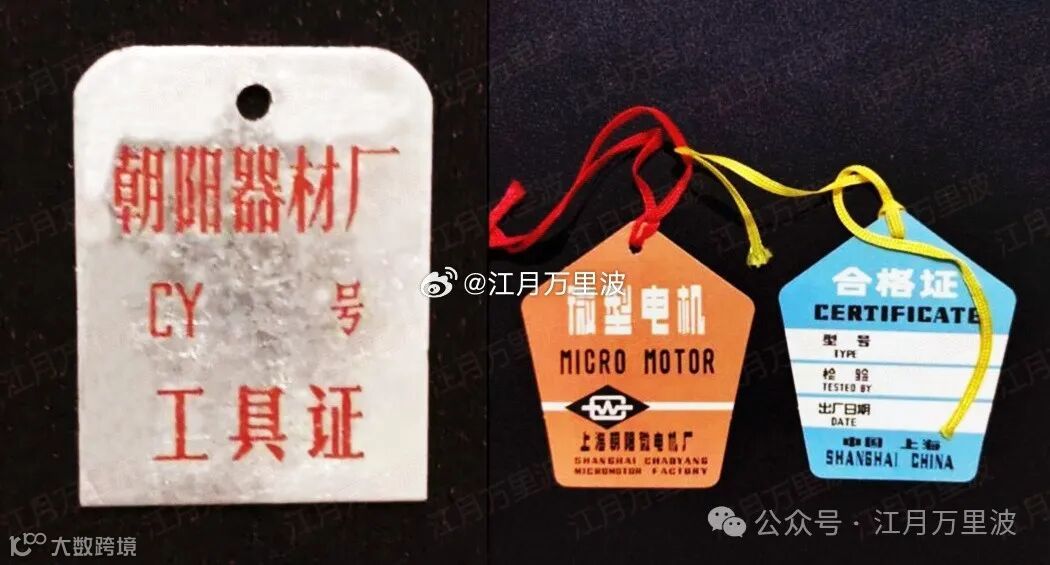 朝阳器材厂
CY 号
工具证
@江月万里波
微型电机
MICRO MOTOR
上海朝阳微电机厂
SHANGHAI CHAOYANG
MICROMOTOR FACTORY
合格证
CERTIFICATE
型号
TYPE
检验
TESTED BY
出厂日期
DATE
中国 上海
SHANGHAI CHINA
公众号·江月万里波
大数跨境